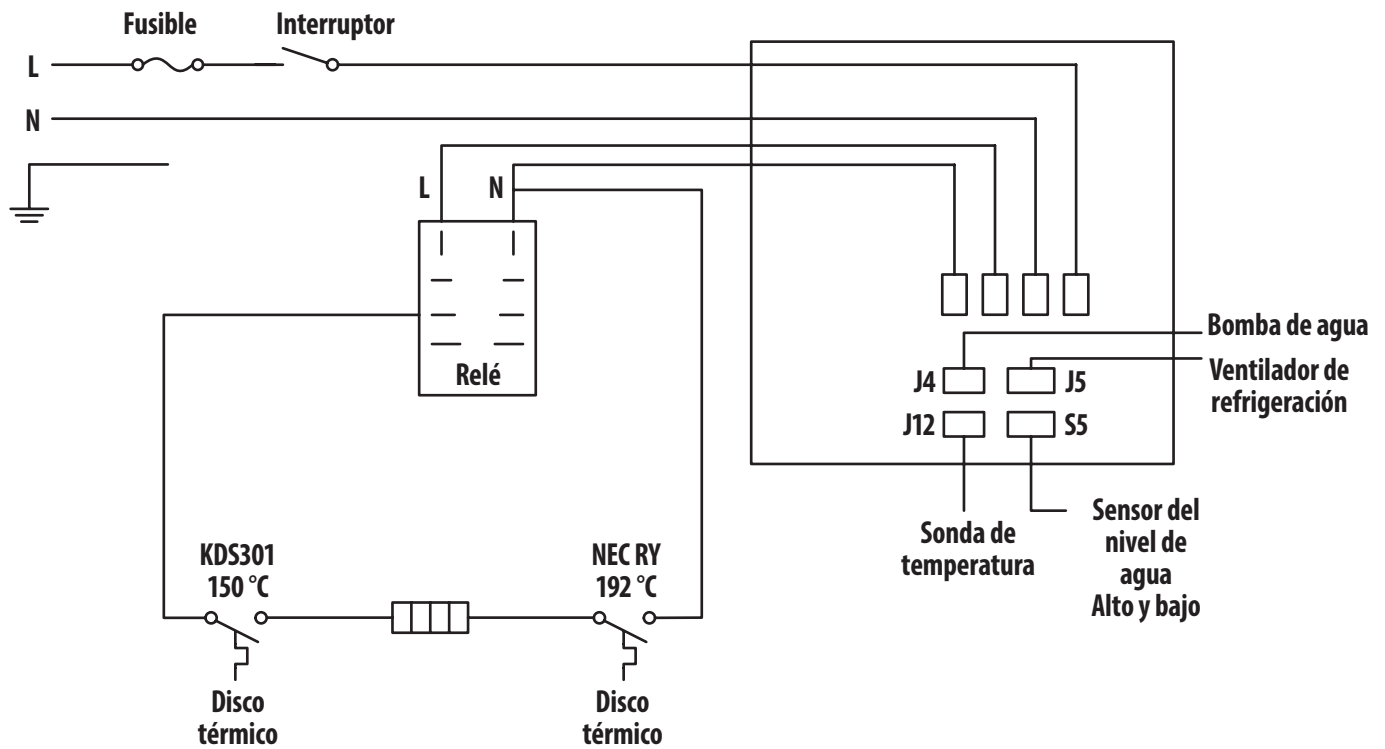 Fusible
Interruptor
L
N
L
N
Relé
Bomba de agua
J4
J5
Ventilador de
refrigeración
J12
S5
Sonda de
temperatura
Sensor del
nivel de
agua
Alto y bajo
KDS301
150 °C
NEC RY
192 °C
Disco
térmico
Disco
térmico